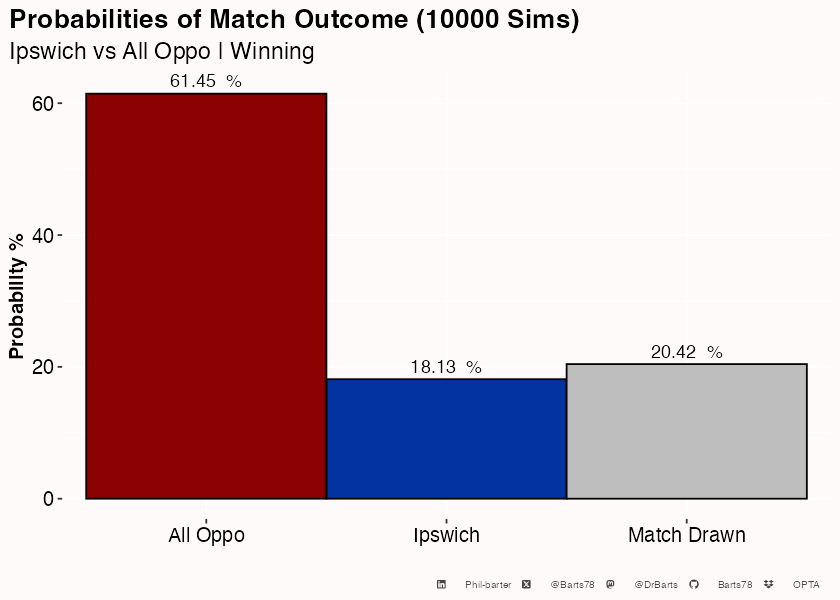 Probabilities of Match Outcome (10000 Sims)
Ipswich vs All Oppo | Winning
61.45 %
60
40
Probability %
20.42 %
18.13 %
20
0
All Oppo Ipswich Match Drawn
Phil-barter @Barts78 @DrBarts Barts78 OPTA